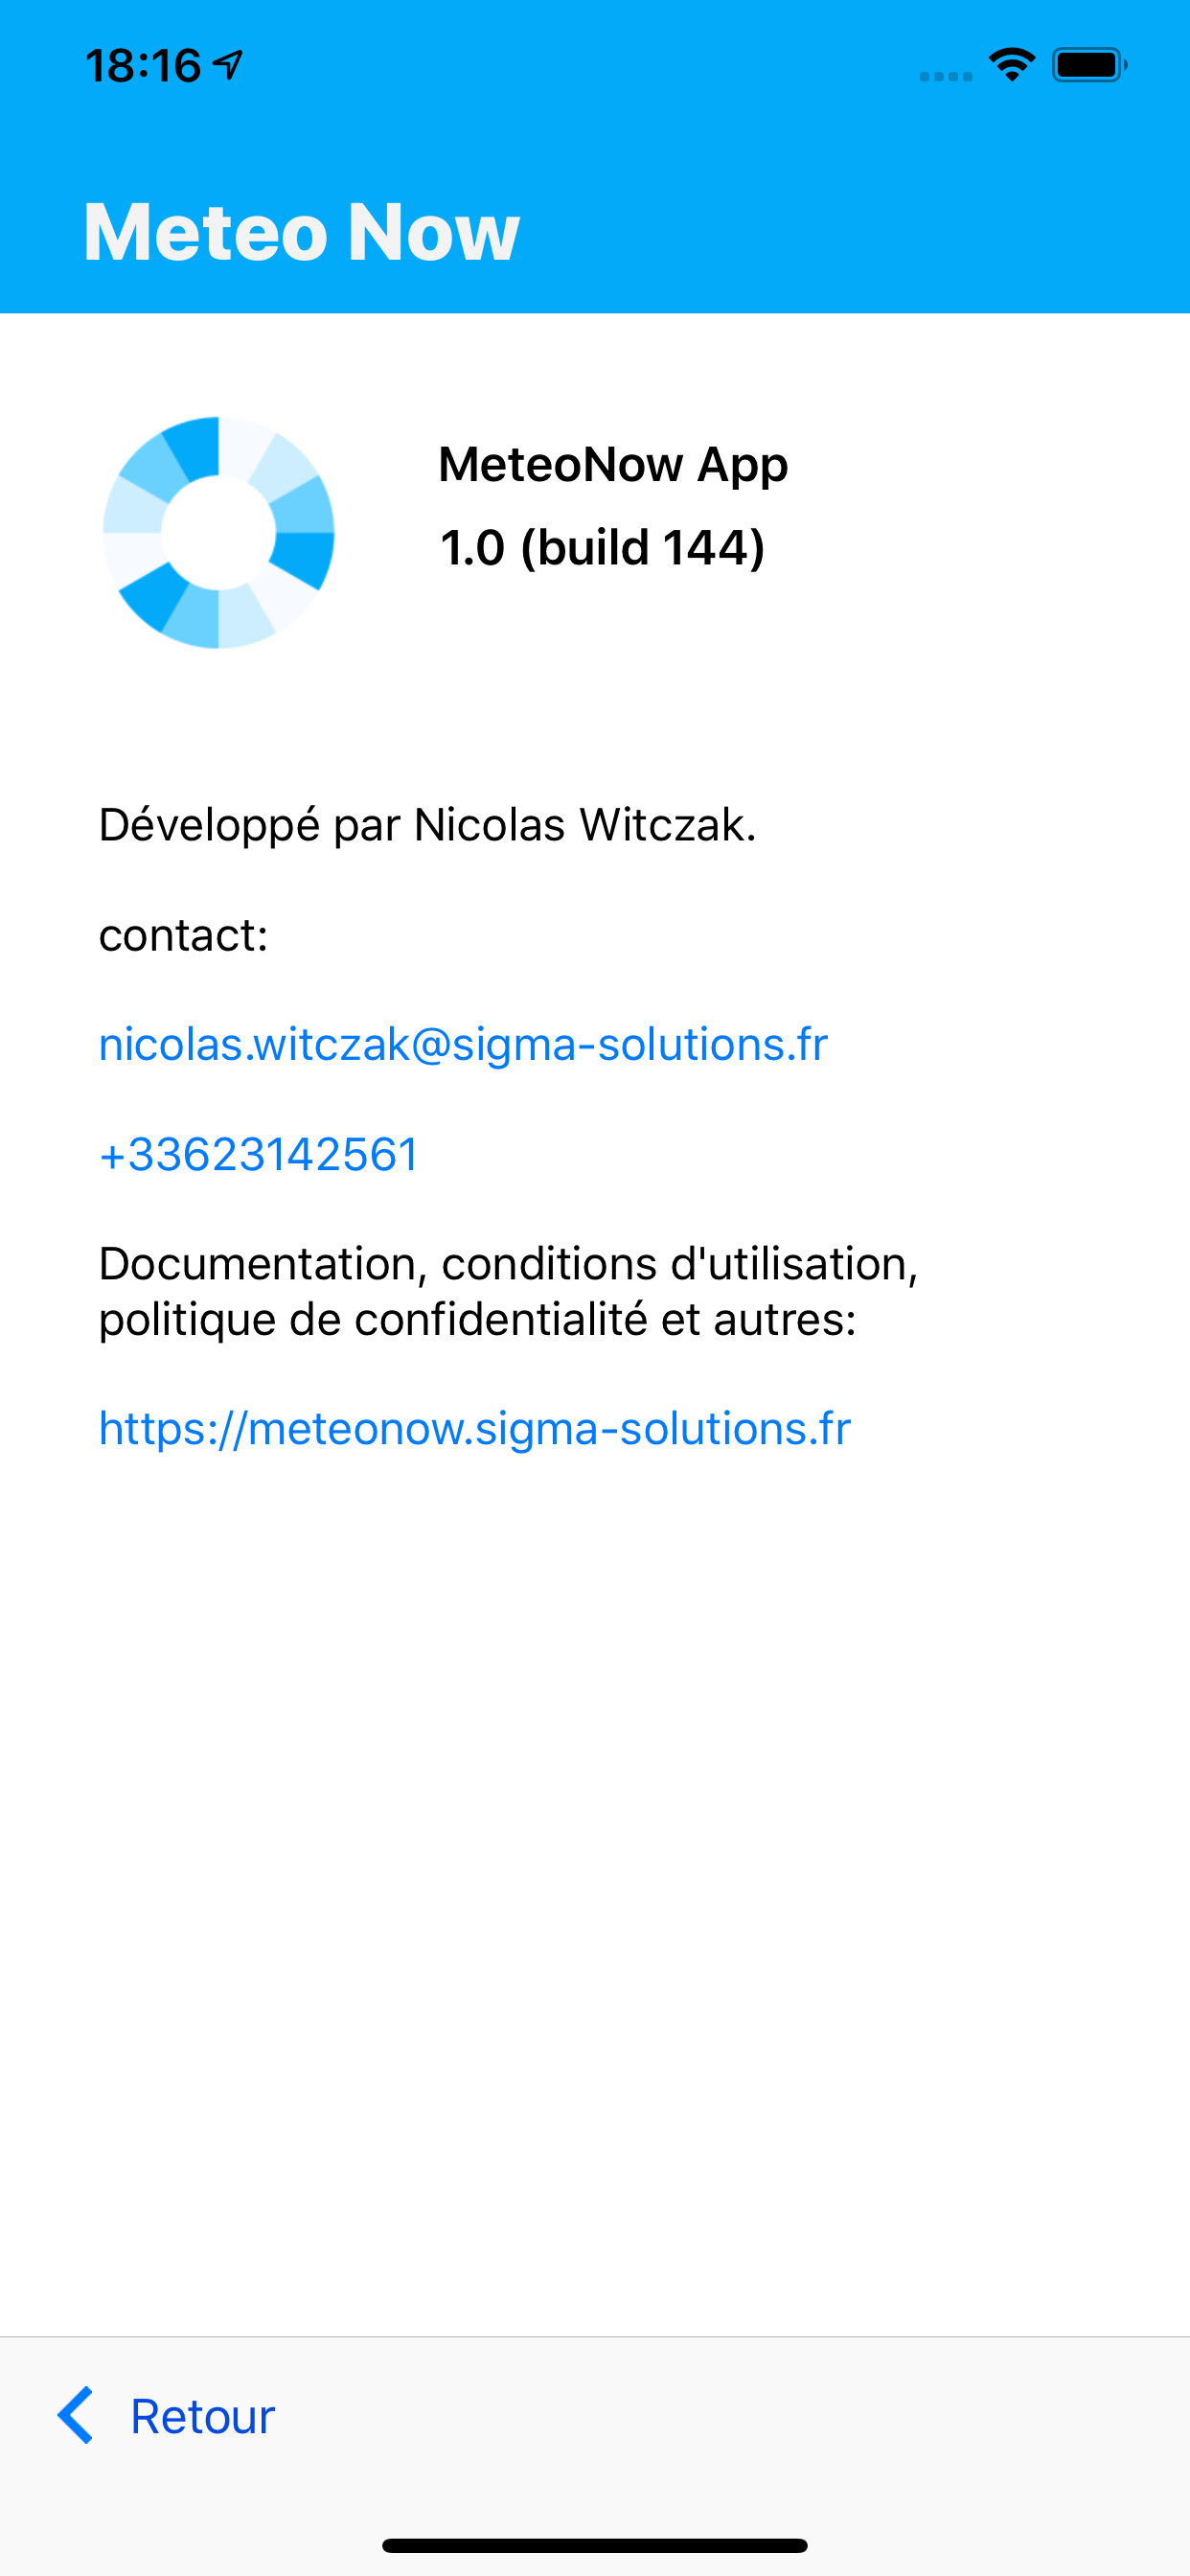 18:16
Meteo Now
MeteoNow App
1.0 (build 144)
Développé par Nicolas Witczak.
contact:
nicolas.witczak@sigma-solutions.fr
+33623142561
Documentation, conditions d'utilisation,
politique de confidentialité et autres:
https://meteonow.sigma-solutions.fr
Retour